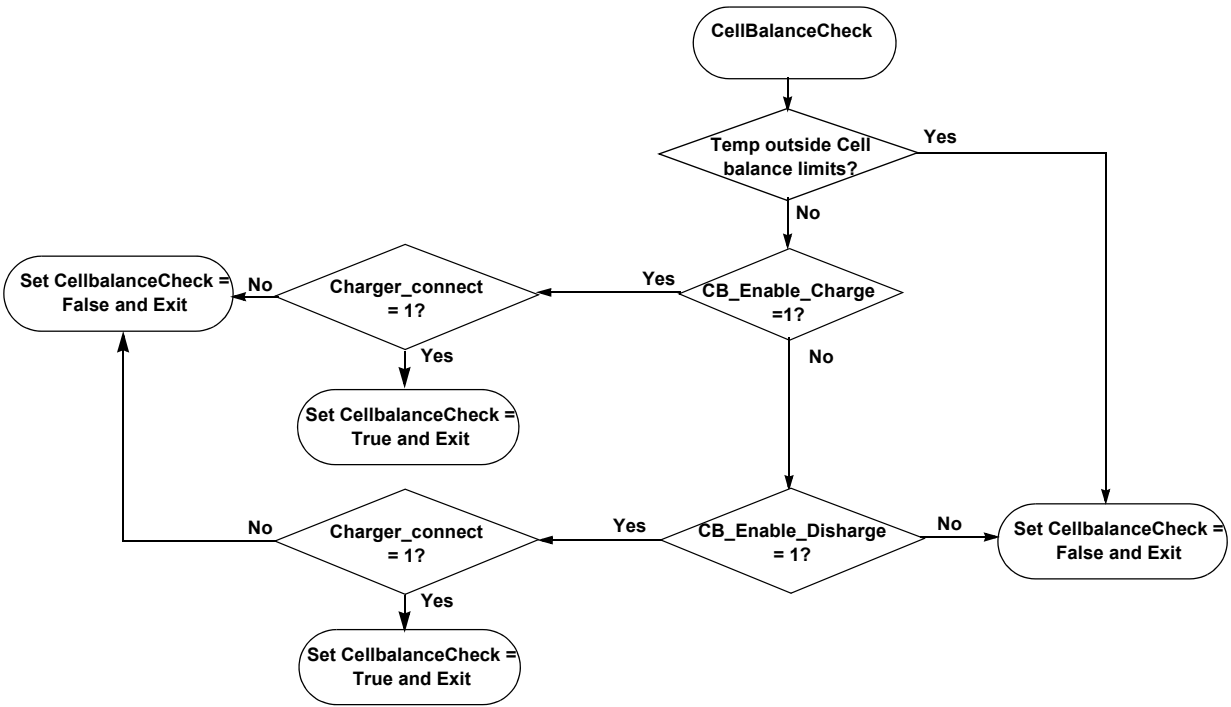 CellBalanceCheck
Temp outside Cell
balance limits?
Yes
No
CB_Enable_Charge
=1?
Yes
No
Charger_connect
= 1?
No
Yes
Set CellbalanceCheck =
False and Exit
Set CellbalanceCheck =
True and Exit
CB_Enable_Disharge
= 1?
Yes
No
Charger_connect
= 1?
No
Yes
Set CellbalanceCheck =
False and Exit
Set CellbalanceCheck =
True and Exit